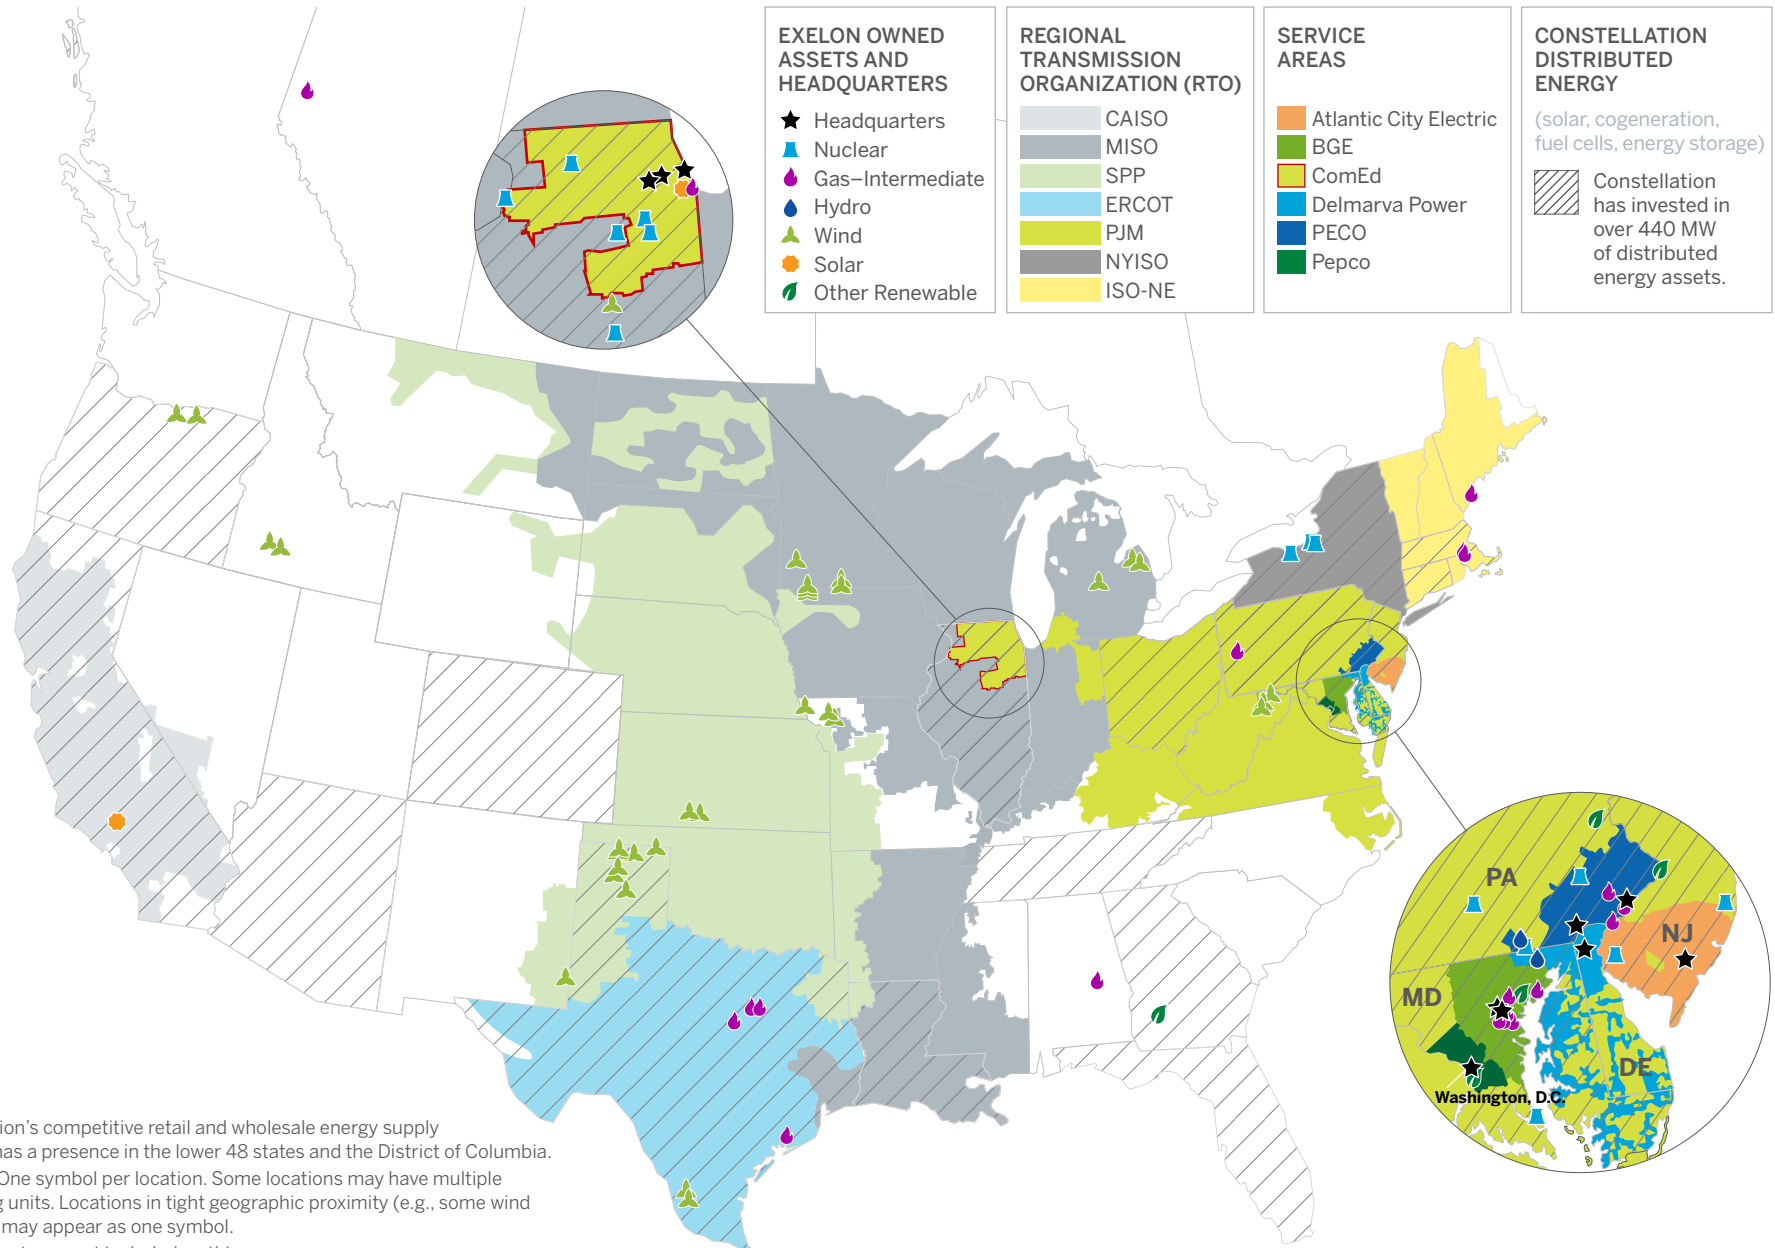 EXELON OWNED
ASSETS AND
HEADQUARTERS
Headquarters
Nuclear
Gas–Intermediate
Hydro
Wind
Solar
Other Renewable
REGIONAL
TRANSMISSION
ORGANIZATION (RTO)
CAISO
MISO
SPP
ERCOT
PJM
NYISO
ISO-NE
SERVICE
AREAS
Atlantic City Electric
BGE
ComEd
Delmarva Power
PECO
Pepco
CONSTELLATION
DISTRIBUTED
ENERGY
(solar, cogeneration,
fuel cells, energy storage)
Constellation
has invested in
over 440 MW
of distributed
energy assets.
PA
NJ
MD
DE
Washington, D.C.
ion’s competitive retail and wholesale energy supply
has a presence in the lower 48 states and the District of Columbia.
One symbol per location. Some locations may have multiple
g units. Locations in tight geographic proximity (e.g., some wind
may appear as one symbol.